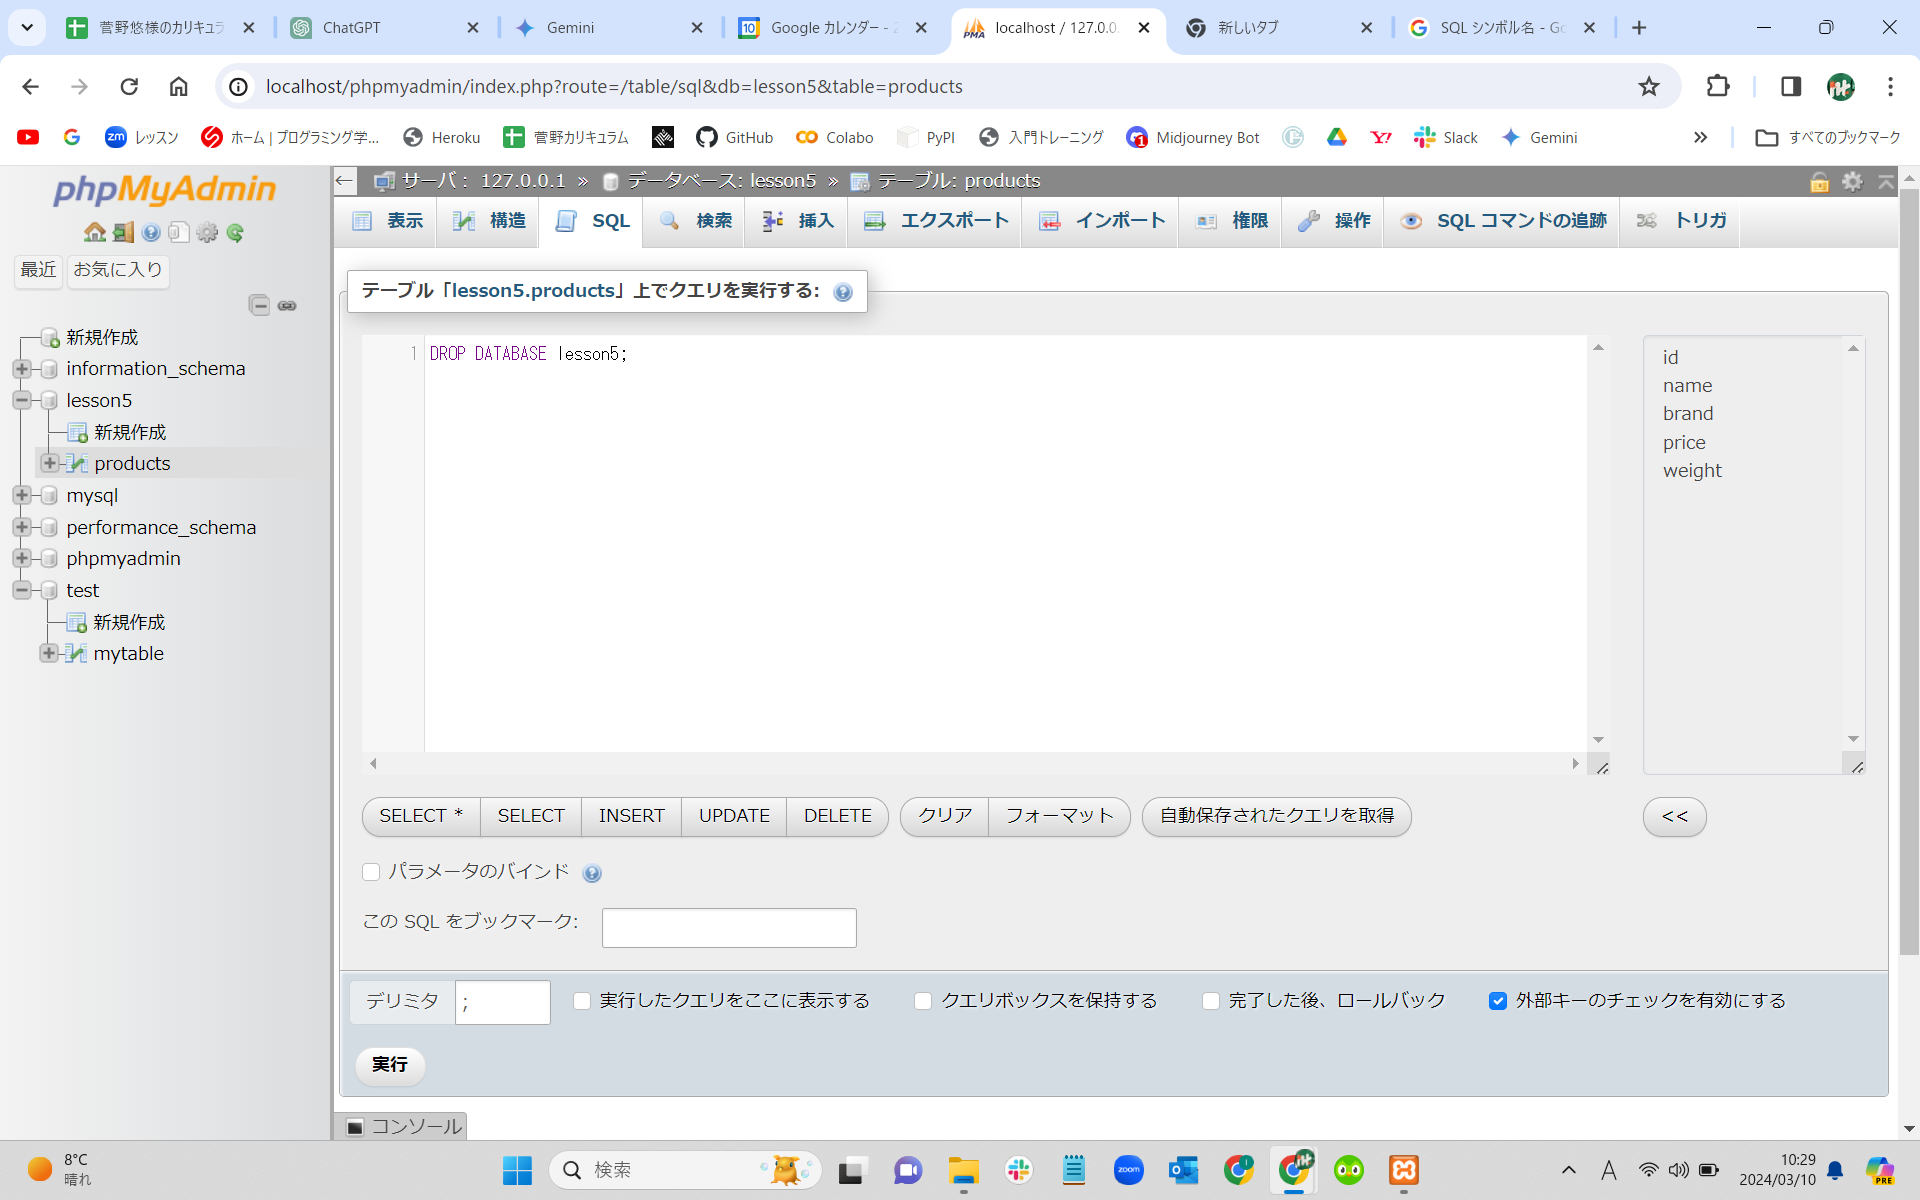 菅野悠様のカリキュラ
ChatGPT
Gemini
Google カレンダー - 2
localhost / 127.0.0.
新しいタブ
SQL シンボル名 - Go
localhost/phpmyadmin/index.php?route=/table/sql&db=lesson5&table=products
レッスン
ホーム | プログラミング学...
Heroku
菅野カリキュラム
GitHub
Colabo
PyPI
入門トレーニング
Midjourney Bot
Slack
Gemini
すべてのブックマーク
phpMyAdmin
最近
お気に入り
新規作成
information_schema
lesson5
新規作成
products
mysql
performance_schema
phpmyadmin
test
新規作成
mytable
サーバ: 127.0.0.1 » データベース: lesson5 » テーブル: products
表示
構造
SQL
検索
挿入
エクスポート
インポート
権限
操作
SQL コマンドの追跡
トリガ
テーブル「lesson5.products」上でクエリを実行する:
1 DROP DATABASE lesson5;
id
name
brand
price
weight
SELECT *
SELECT
INSERT
UPDATE
DELETE
クリア
フォーマット
自動保存されたクエリを取得
<<
パラメータのバインド
この SQL をブックマーク:
デリミタ
;
実行したクエリをここに表示する
クエリボックスを保持する
完了した後、ロールバック
外部キーのチェックを有効にする
実行
コンソール
8°C
晴れ
検索
zoom
A
10:29
2024/03/10
PRE